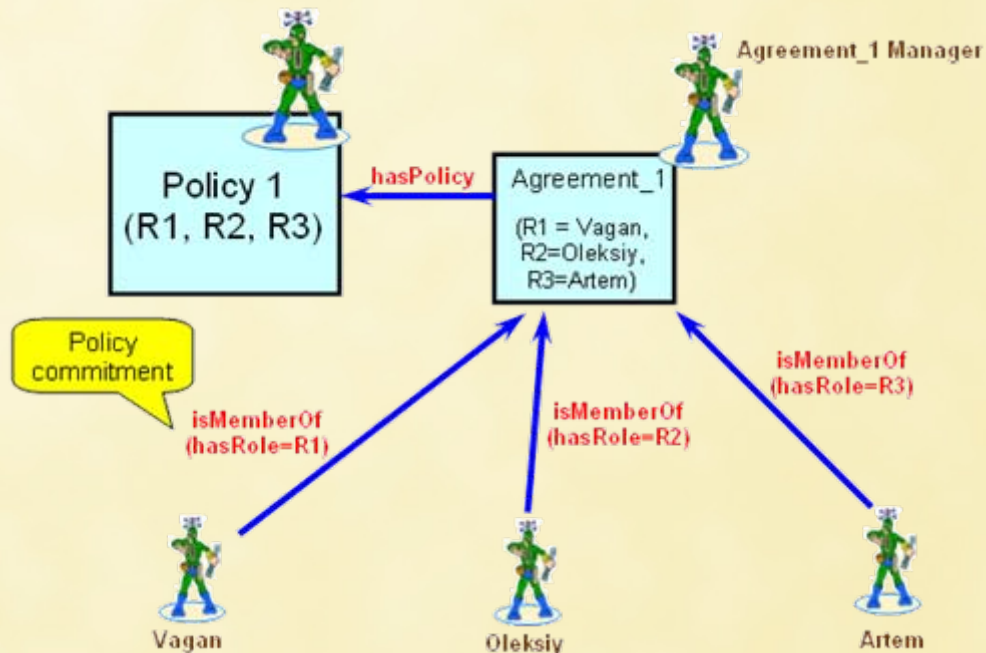 Agreement_1 Manager
Policy 1
(R1, R2, R3)
hasPolicy
Agreement_1
(R1 = Vagan,
R2=Oleksiy,
R3=Artem)
Policy
commitment
isMemberOf
(hasRole=R1)
isMemberOf
(hasRole=R2)
isMemberOf
(hasRole=R3)
Vagan
Oleksiy
Artem